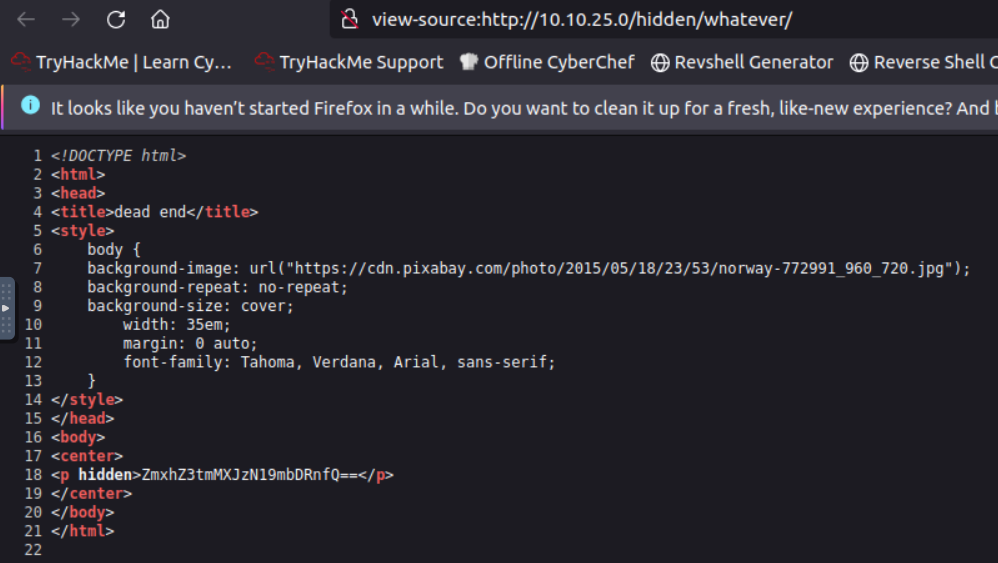 view-source:http://10.10.25.0/hidden/whatever/
TryHackMe | Learn Cy... TryHackMe Support Offline CyberChef Revshell Generator Reverse Shell
It looks like you haven't started Firefox in a while. Do you want to clean it up for a fresh, like-new experience? And
1 <!DOCTYPE html>
2 <html>
3 <head>
4 <title>dead end</title>
5 <style>
6 body {
7 background-image: url("https://cdn.pixabay.com/photo/2015/05/18/23/53/norway-772991_960_720.jpg");
8 background-repeat: no-repeat;
9 background-size: cover;
10 width: 35em;
11 margin: 0 auto;
12 font-family: Tahoma, Verdana, Arial, sans-serif;
13 }
14 </style>
15 </head>
16 <body>
17 <center>
18 <p hidden>ZmxhZ3tmMXJzN19mbDRnfQ==</p>
19 </center>
20 </body>
21 </html>
22